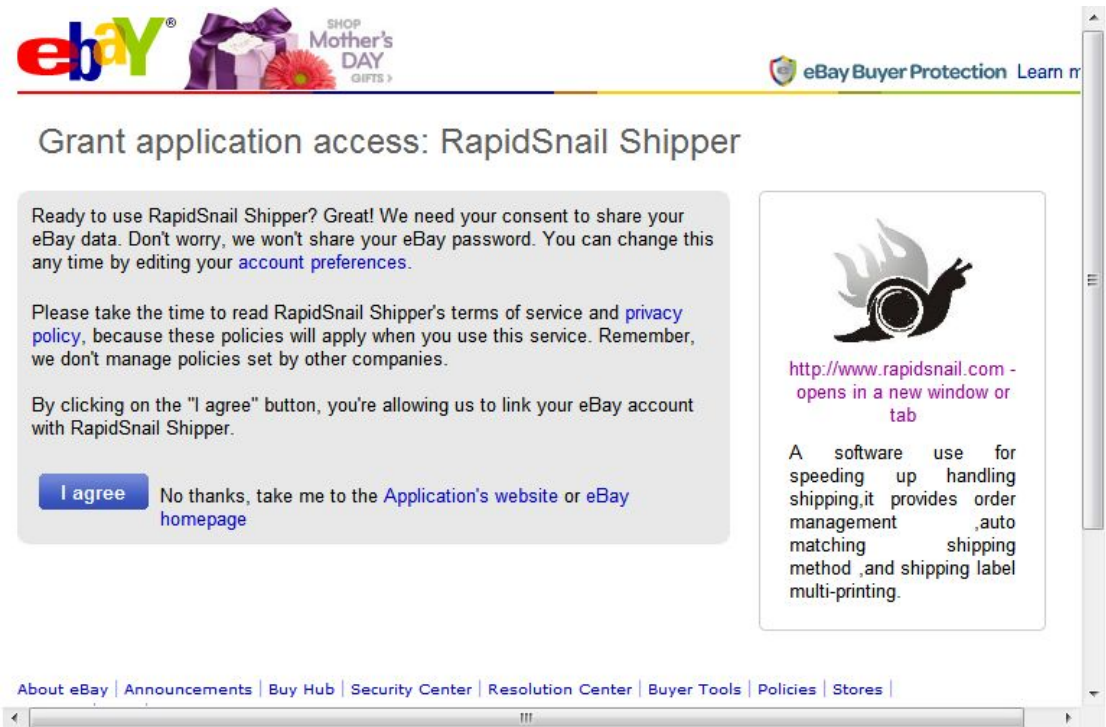 ebaY®
SHOP
Mother's
DAY
GIFTS >
eBay Buyer Protection Learn
Grant application access: RapidSnail Shipper
Ready to use RapidSnail Shipper? Great! We need your consent to share your
eBay data. Don't worry, we won't share your eBay password. You can change this
any time by editing your account preferences.
Please take the time to read RapidSnail Shipper's terms of service and privacy
policy, because these policies will apply when you use this service. Remember,
we don't manage policies set by other companies.
By clicking on the "I agree" button, you're allowing us to link your eBay account
with RapidSnail Shipper.
I agree
No thanks, take me to the Application's website or eBay
homepage
http://www.rapidsnail.com -
opens in a new window or
tab
A software use for
speeding up handling
shipping,it provides order
management ,auto
matching shipping
method ,and shipping label
multi-printing.
About eBay | Announcements | Buy Hub | Security Center | Resolution Center | Buyer Tools | Policies | Stores |